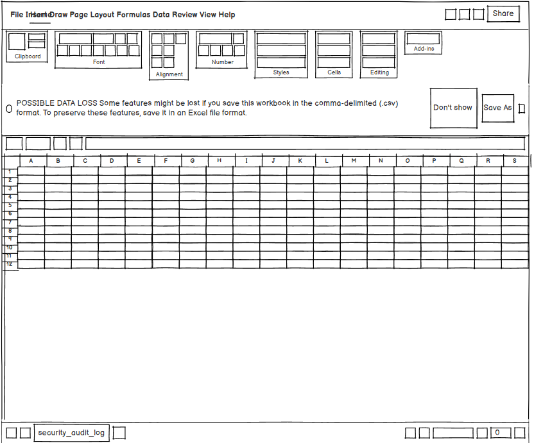 File Insert Home Draw Page Layout Formulas Data Review View Help
Share
Clipboard
Font
Alignment
Number
Styles
Cells
Editing
Add-ins
POSSIBLE DATA LOSS Some features might be lost if you save this workbook in the comma-delimited (.csv)
format. To preserve these features, save it in an Excel file format.
Don't show
Save As
A B C D E F G H I J K L M N O P Q R S
1
2
3
4
5
6
7
8
9
10
11
12
security_audit_log
0